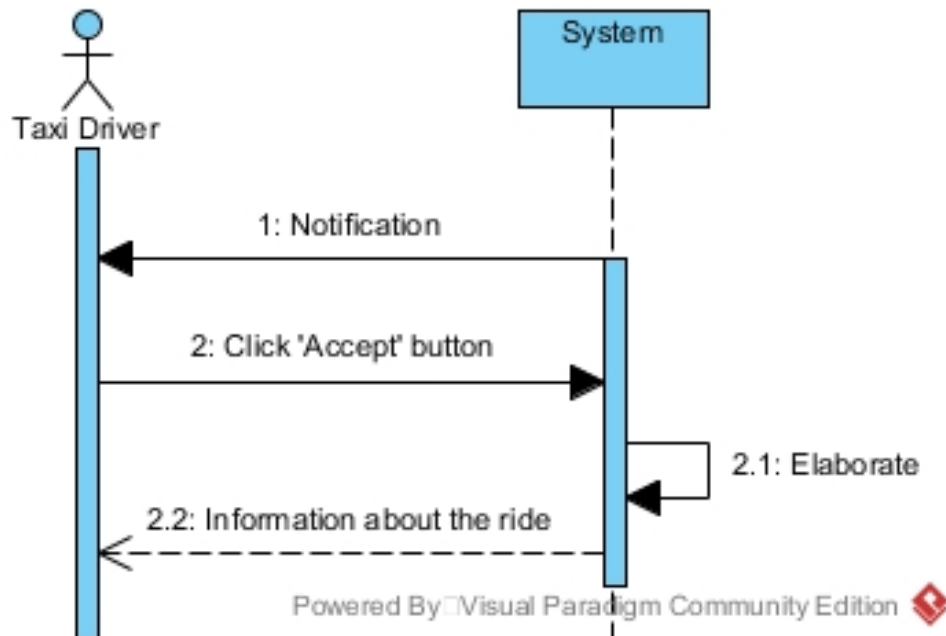 System
Taxi Driver
1: Notification
2: Click 'Accept' button
2.1: Elaborate
2.2: Information about the ride
Powered By Visual Paradigm Community Edition